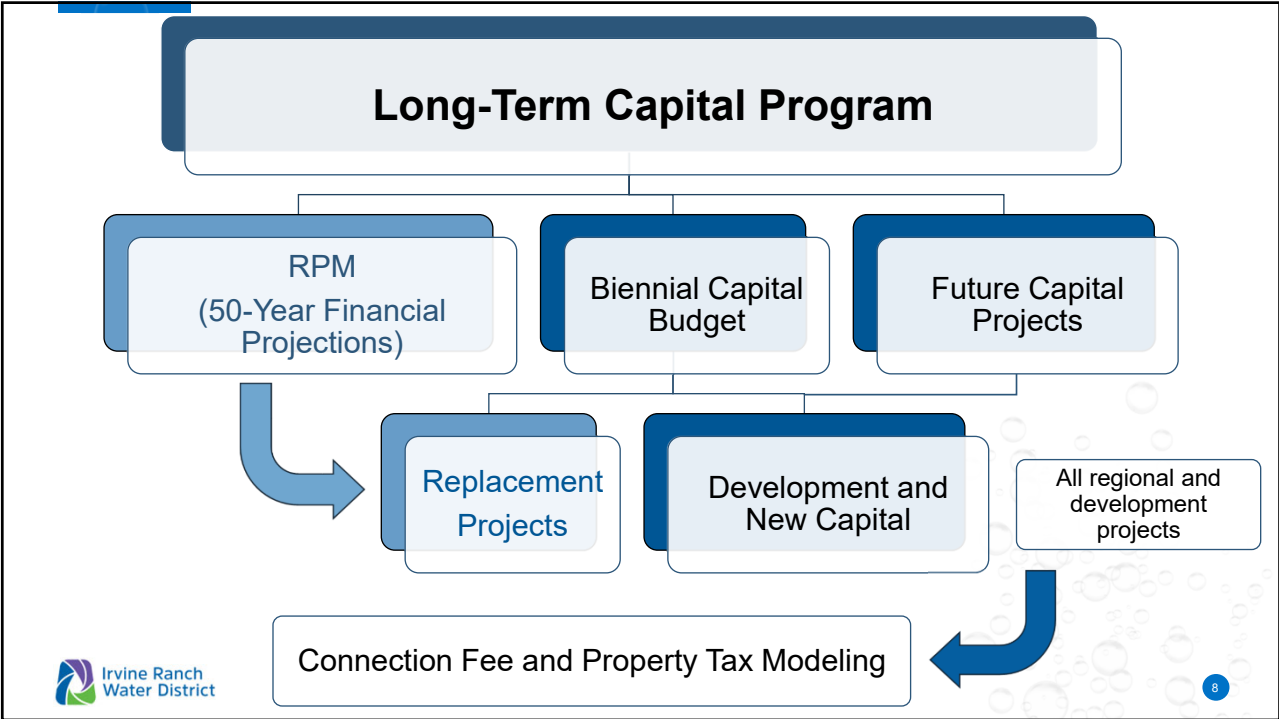 Long-Term Capital Program
RPM
(50-Year Financial
Projections)
Biennial Capital
Budget
Future Capital
Projects
Replacement
Projects
Development and
New Capital
All regional and
development
projects
Connection Fee and Property Tax Modeling
Irvine Ranch
Water District
8